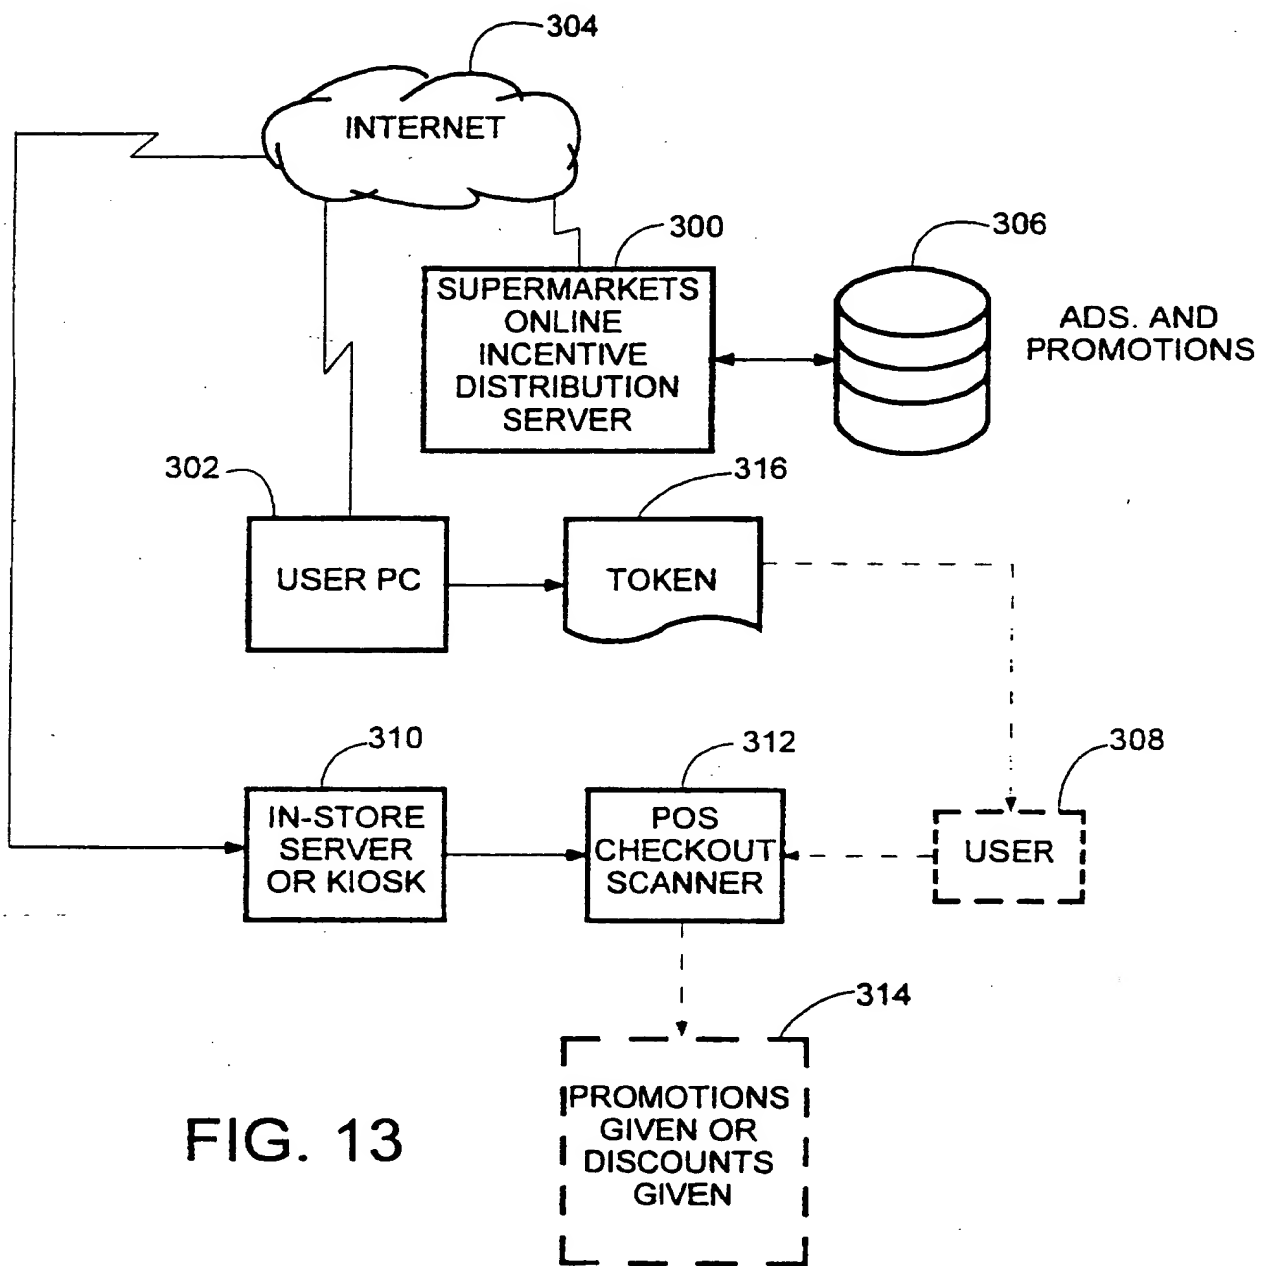 304
INTERNET
300
306
SUPERMARKETS
ONLINE
INCENTIVE
DISTRIBUTION
SERVER
ADS. AND
PROMOTIONS
302
316
USER PC
TOKEN
310
312
308
IN-STORE
SERVER
OR KIOSK
POS
CHECKOUT
SCANNER
USER
314
PROMOTIONS
GIVEN OR
DISCOUNTS
GIVEN
FIG. 13